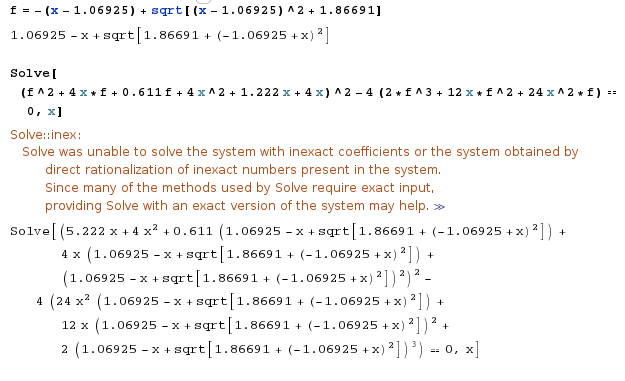 f = -(x - 1.06925) + sqrt[(x - 1.06925)^2 + 1.86691]
1.06925 - x + sqrt[1.86691 + (-1.06925 + x)^2]
Solve[
(f^2 + 4 x * f + 0.611 f + 4 x^2 + 1.222 x + 4 x)^2 - 4 (2 * f^3 + 12 x * f^2 + 24 x^2 * f) ==
0, x]
Solve::inex:
Solve was unable to solve the system with inexact coefficients or the system obtained by
direct rationalization of inexact numbers present in the system.
Since many of the methods used by Solve require exact input,
providing Solve with an exact version of the system may help. ≫
Solve[(5.222 x + 4 x^2 + 0.611 (1.06925 - x + sqrt[1.86691 + (-1.06925 + x)^2]) +
4 x (1.06925 - x + sqrt[1.86691 + (-1.06925 + x)^2]) +
(1.06925 - x + sqrt[1.86691 + (-1.06925 + x)^2])^2)^2 -
4 (24 x^2 (1.06925 - x + sqrt[1.86691 + (-1.06925 + x)^2]) +
12 x (1.06925 - x + sqrt[1.86691 + (-1.06925 + x)^2])^2 +
2 (1.06925 - x + sqrt[1.86691 + (-1.06925 + x)^2])^3) == 0, x]